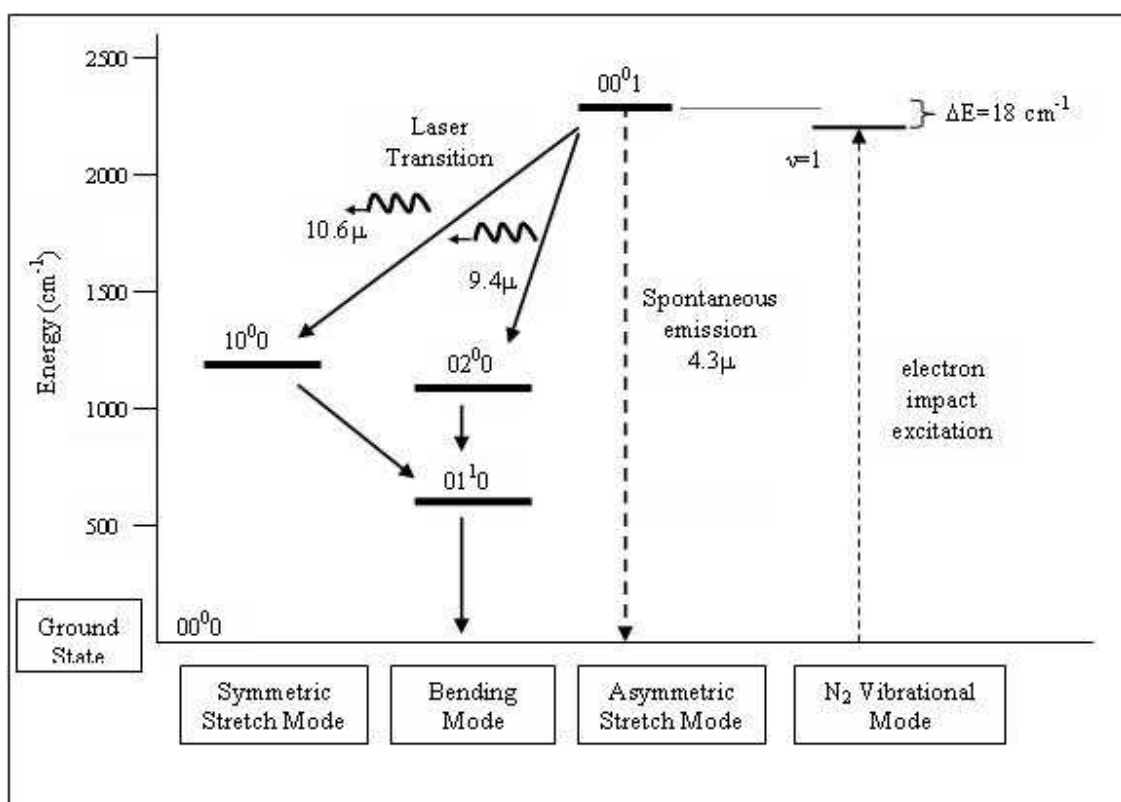 2500
2000
1500
1000
500
Energy (cm⁻¹)
00⁰1
ΔE=18 cm⁻¹
ν=1
Laser
Transition
10.6μ
9.4μ
Spontaneous
emission
4.3μ
electron
impact
excitation
10⁰0
02⁰0
01¹0
00⁰0
Ground
State
Symmetric
Stretch Mode
Bending
Mode
Asymmetric
Stretch Mode
N₂ Vibrational
Mode